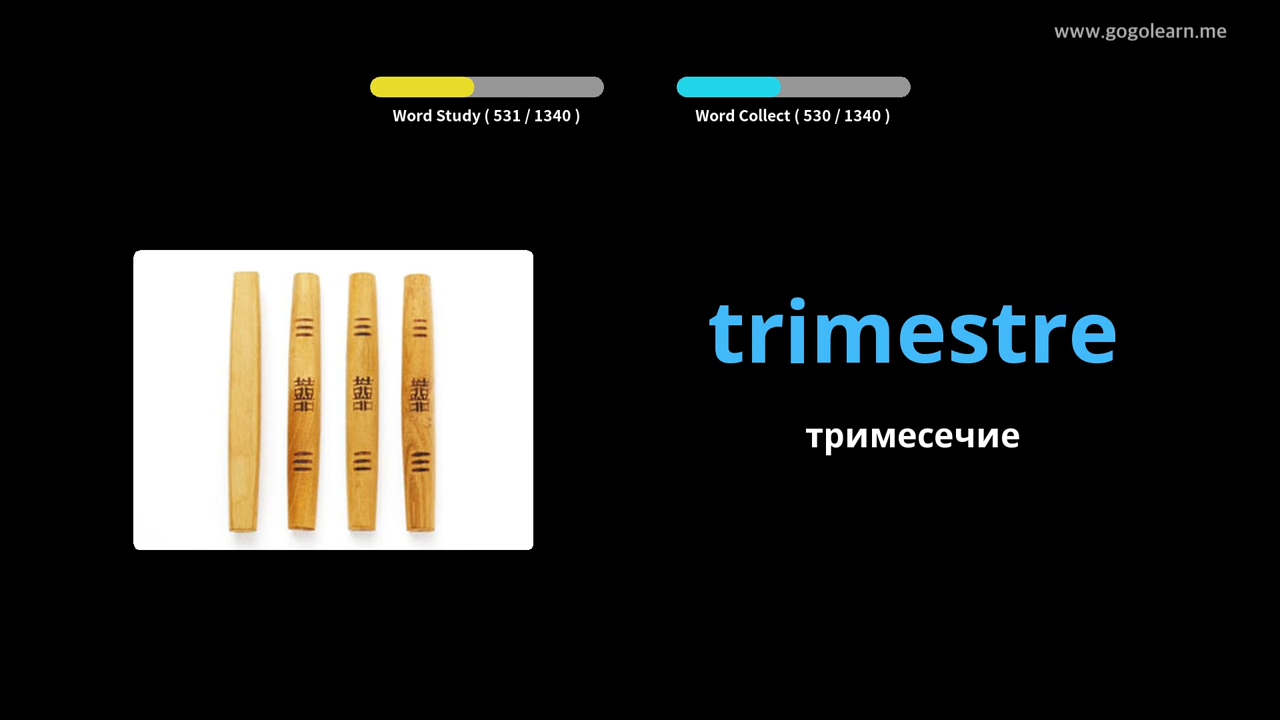 www.gogolearn.me
Word Study ( 531 / 1340 )
Word Collect ( 530 / 1340 )
trimestre
тримесечие